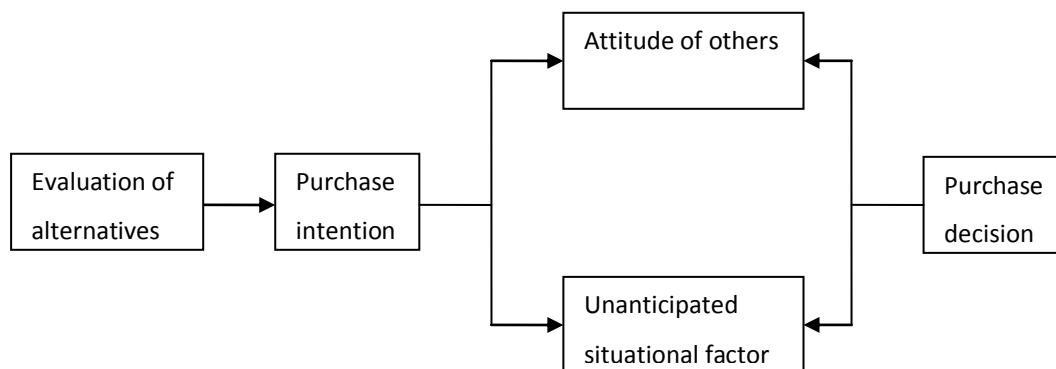 Attitude of others
Evaluation of
alternatives
Purchase
intention
Purchase
decision
Unanticipated
situational factor